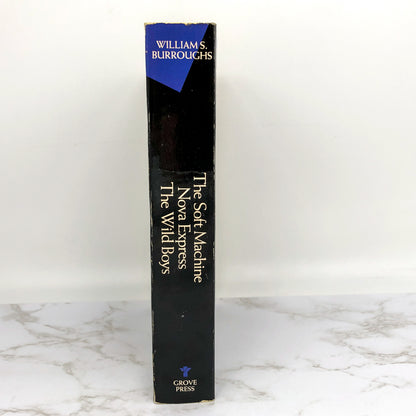 WILLIAM S.
BURROUGHS
The Soft Machine
Nova Express
The Wild Boys
GROVE
PRESS